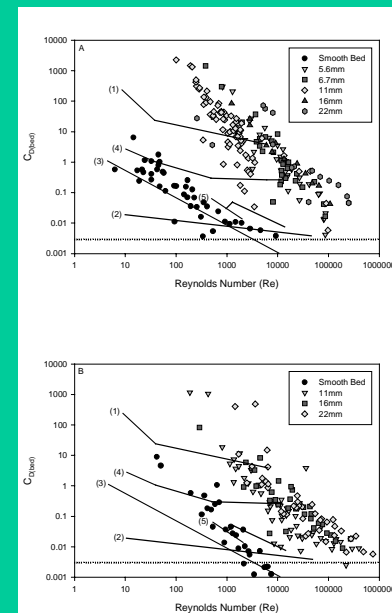 A
Smooth Bed
5.6mm
6.7mm
11mm
16mm
22mm
10000
1000
100
10
1
0.1
0.01
0.001
C D(bed)
(1)
(4)
(3)
(5)
(2)
1 10 100 1000 10000 100000 1000000
Reynolds Number (Re)
B
Smooth Bed
11mm
16mm
22mm
10000
1000
100
10
1
0.1
0.01
0.001
C D(bed)
(1)
(4)
(3)
(5)
(2)
1 10 100 1000 10000 100000 1000000
Reynolds Number (Re)